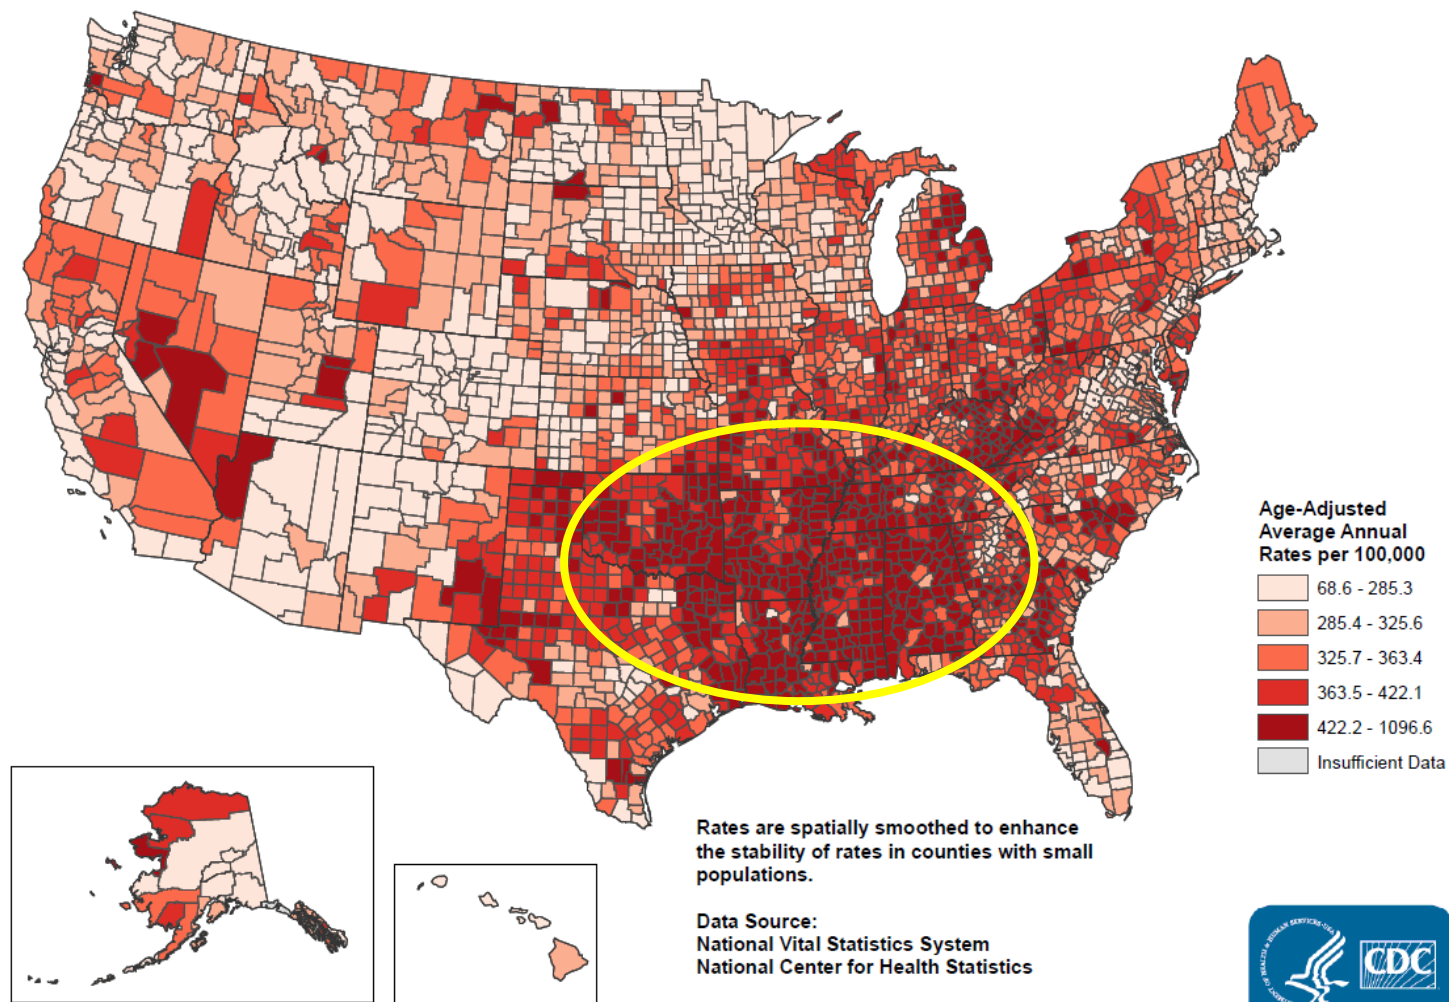 Age-Adjusted
Average Annual
Rates per 100,000
68.6 - 285.3
285.4 - 325.6
325.7 - 363.4
363.5 - 422.1
422.2 - 1096.6
Insufficient Data
Rates are spatially smoothed to enhance
the stability of rates in counties with small
populations.
Data Source:
National Vital Statistics System
National Center for Health Statistics
CDC